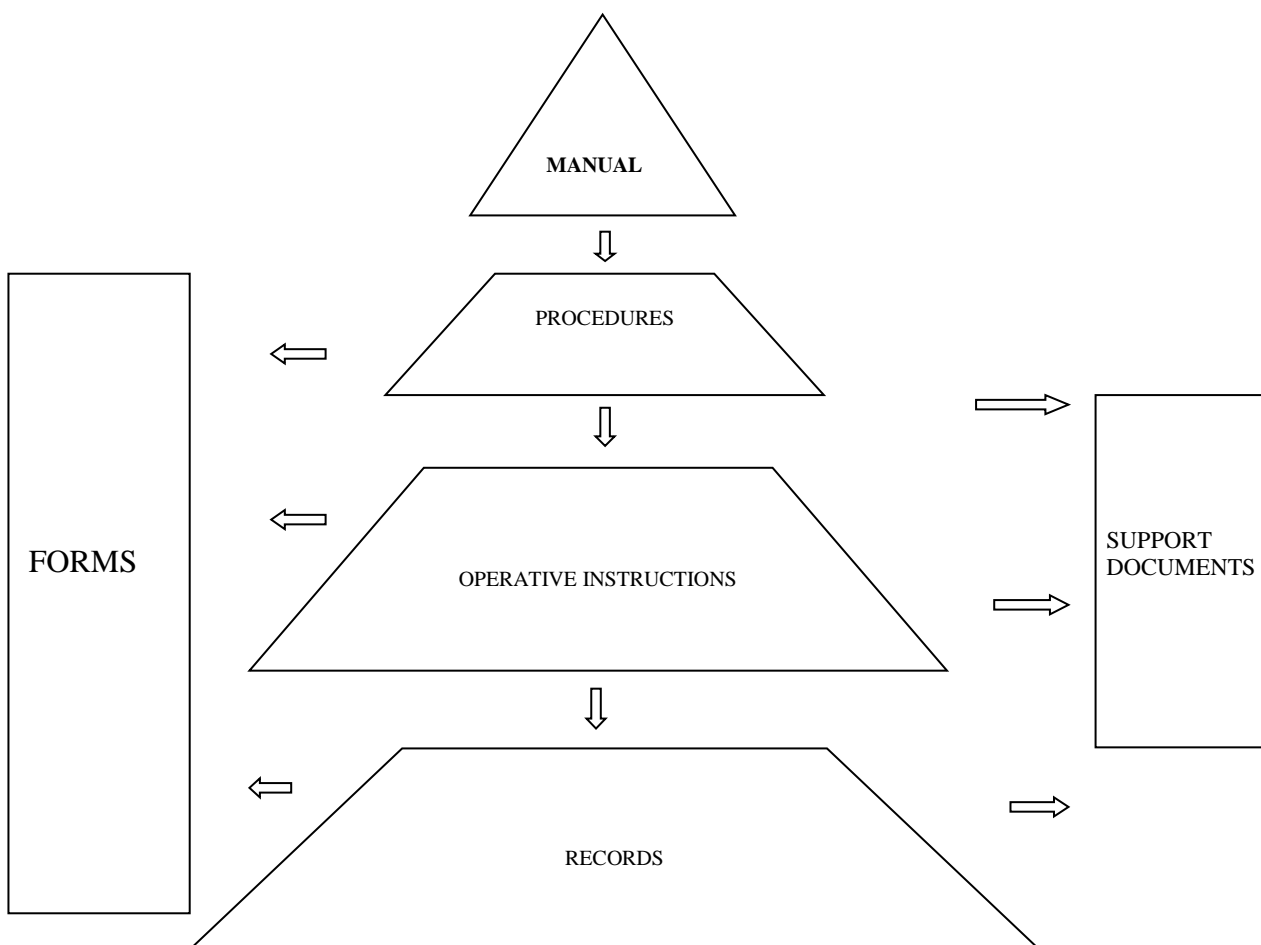 MANUAL
PROCEDURES
FORMS
OPERATIVE INSTRUCTIONS
SUPPORT
DOCUMENTS
RECORDS